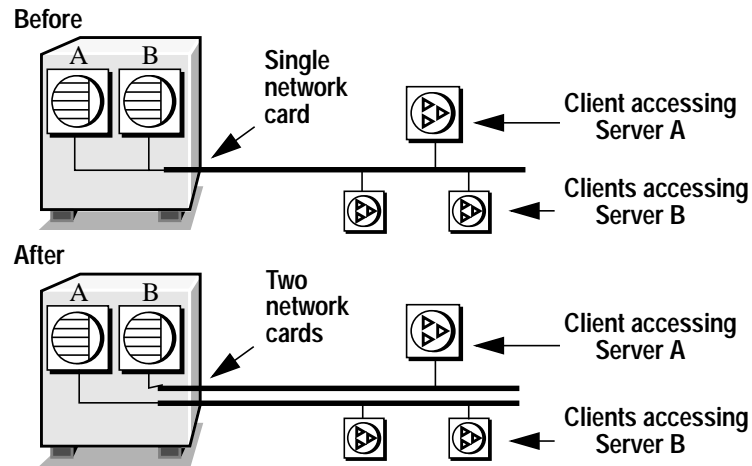 Before
A B
Single
network
card
Client accessing
Server A
Clients accessing
Server B
After
A B
Two
network
cards
Client accessing
Server A
Clients accessing
Server B